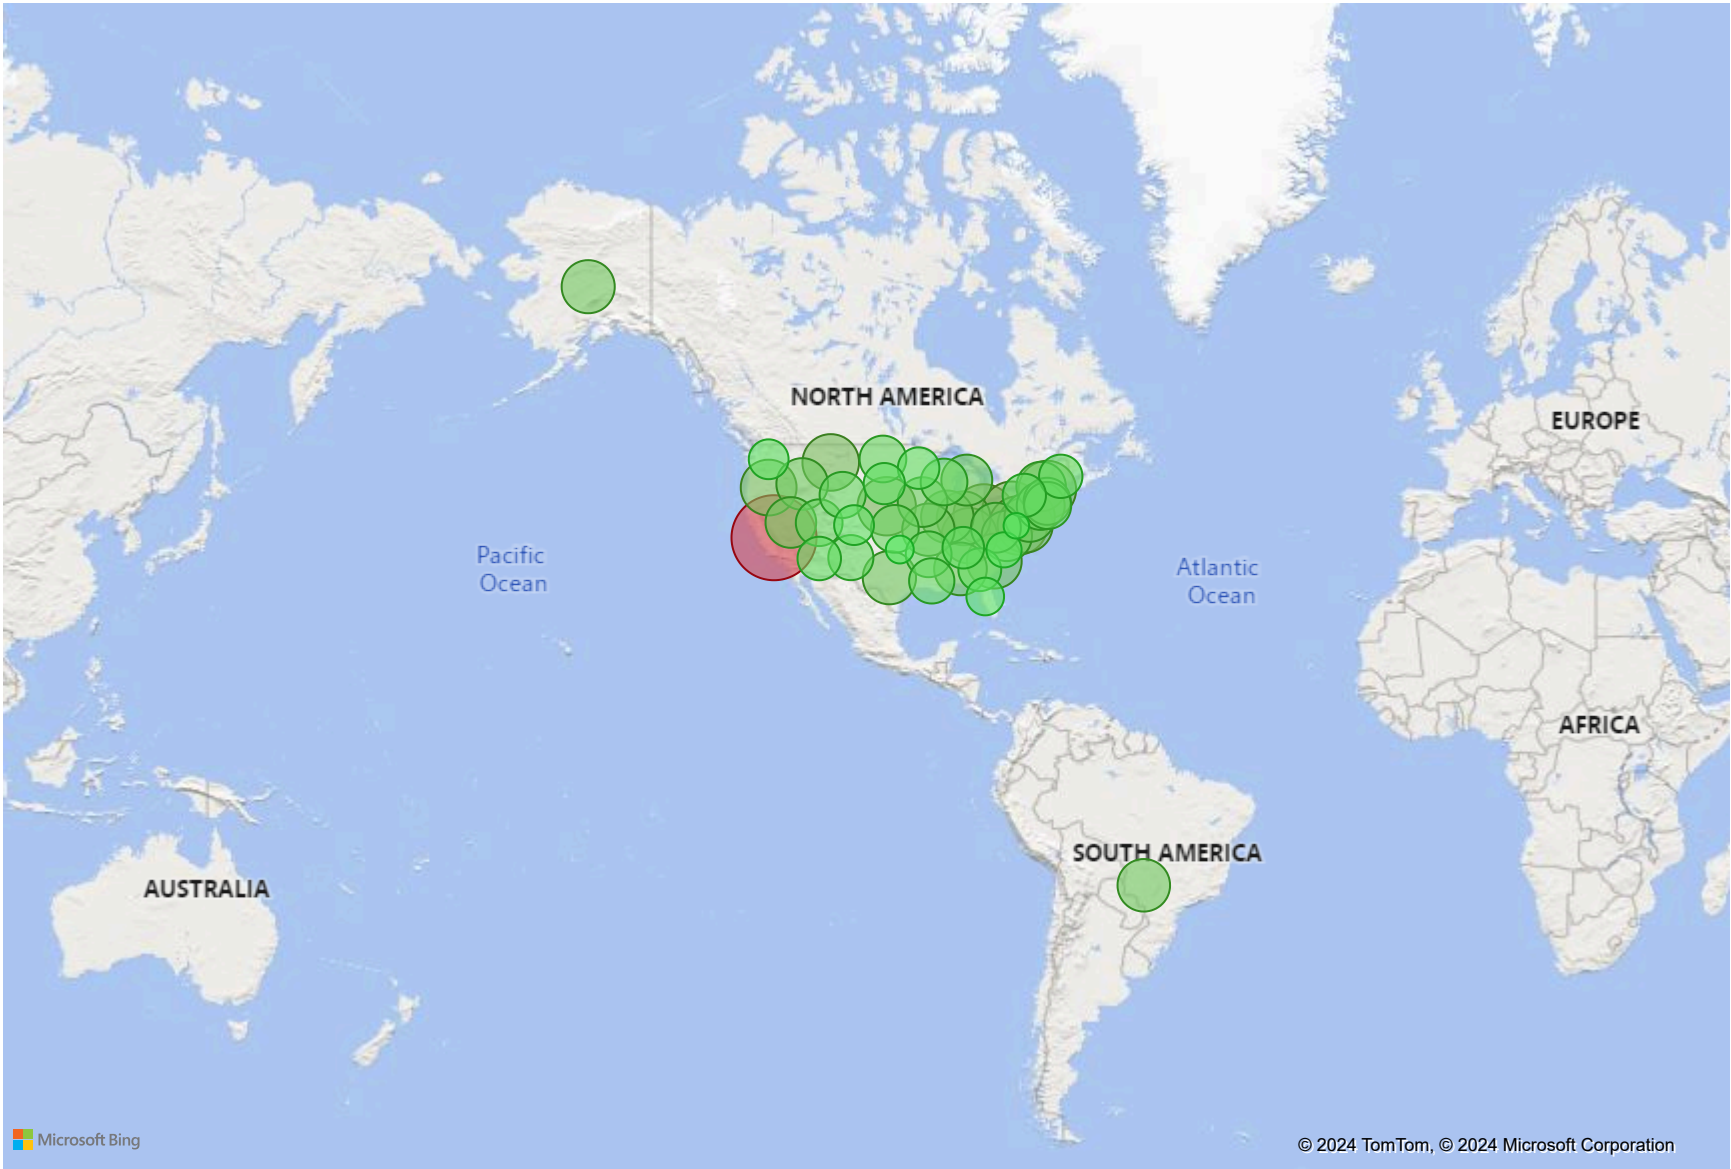 NORTH AMERICA
EUROPE
Pacific
Ocean
Atlantic
Ocean
AFRICA
SOUTH AMERICA
AUSTRALIA
Microsoft Bing
© 2024 TomTom, © 2024 Microsoft Corporation